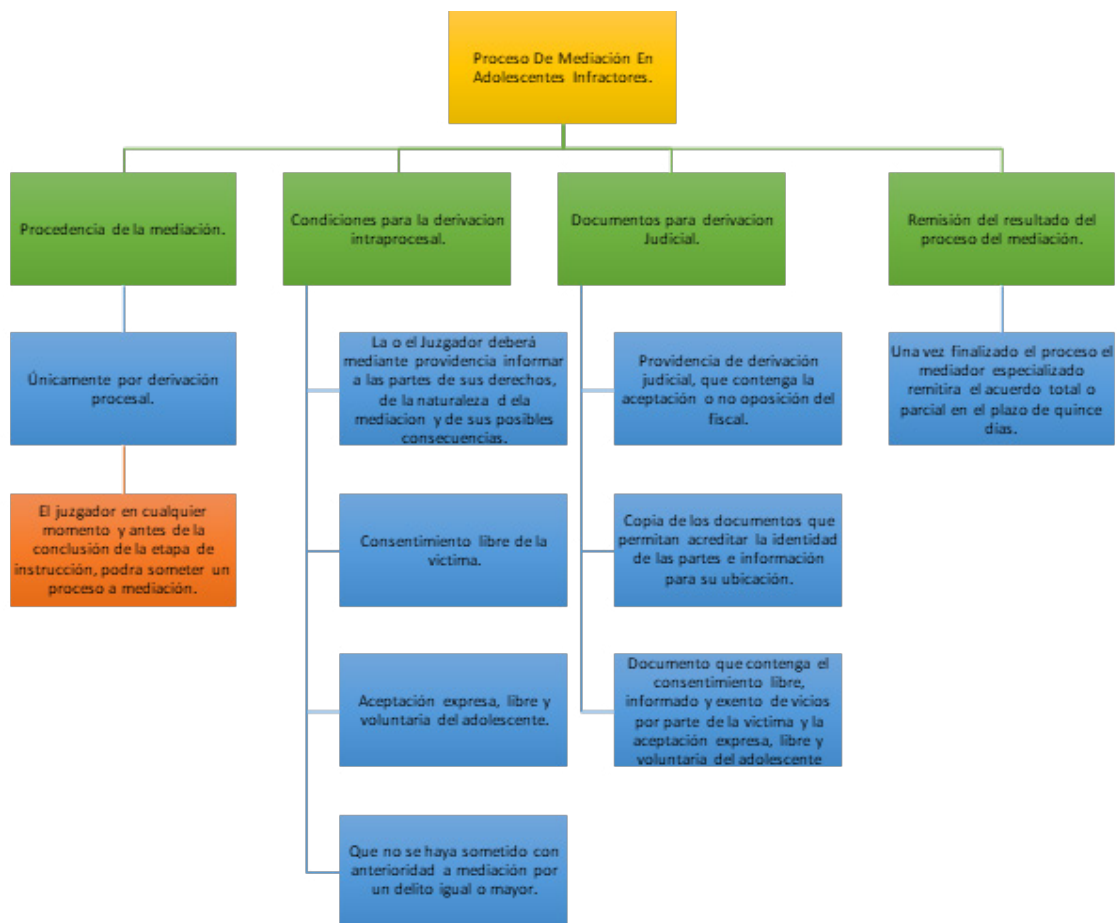 Proceso De Mediación En
Adolescentes Infractores.
Procedencia de la mediación.
Únicamente por derivación
procesal.
El juzgador en cualquier
momento y antes de la
conclusión de la etapa de
instrucción, podra someter un
proceso a mediación.
Condiciones para la derivacion
intraprocesal.
La o el Juzgador deberá
mediante providencia informar
a las partes de sus derechos,
de la naturaleza d ela
mediacion y de sus posibles
consecuencias.
Consentimiento libre de la
victima.
Aceptación expresa, libre y
voluntaria del adolescente.
Que no se haya sometido con
anterioridad a mediación por
un delito igual o mayor.
Documentos para derivacion
Judicial.
Providencia de derivación
judicial, que contenga la
aceptación o no oposición del
fiscal.
Copia de los documentos que
permitan acreditar la identidad
de las partes e información
para su ubicación.
Documento que contenga el
consentimiento libre,
informado y exento de vicios
por parte de la victima y la
aceptación expresa, libre y
voluntaria del adolescente
Remisión del resultado del
proceso del mediación.
Una vez finalizado el proceso el
mediador especializado
remitira el acuerdo total o
parcial en el plazo de quince
días.